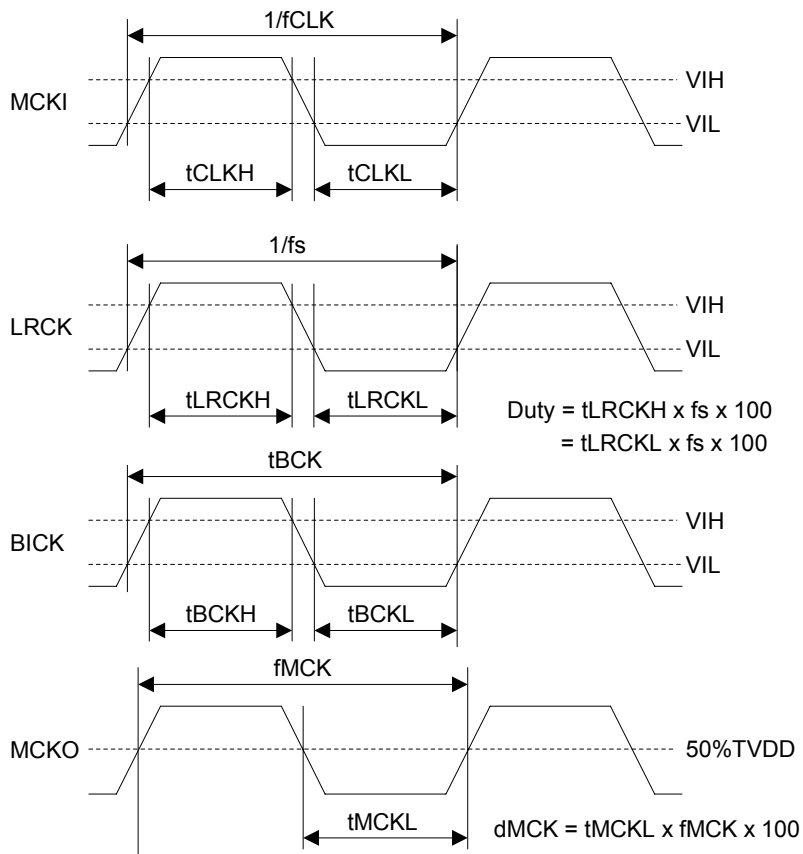 1/fCLK
MCKI
VIH
VIL
tCLKH
tCLKL
1/fs
LRCK
VIH
VIL
tLRCKH
tLRCKL
Duty = tLRCKH x fs x 100
= tLRCKL x fs x 100
tBCK
BICK
VIH
VIL
tBCKH
tBCKL
fMCK
MCKO
50%TVDD
tMCKL
dMCK = tMCKL x fMCK x 100